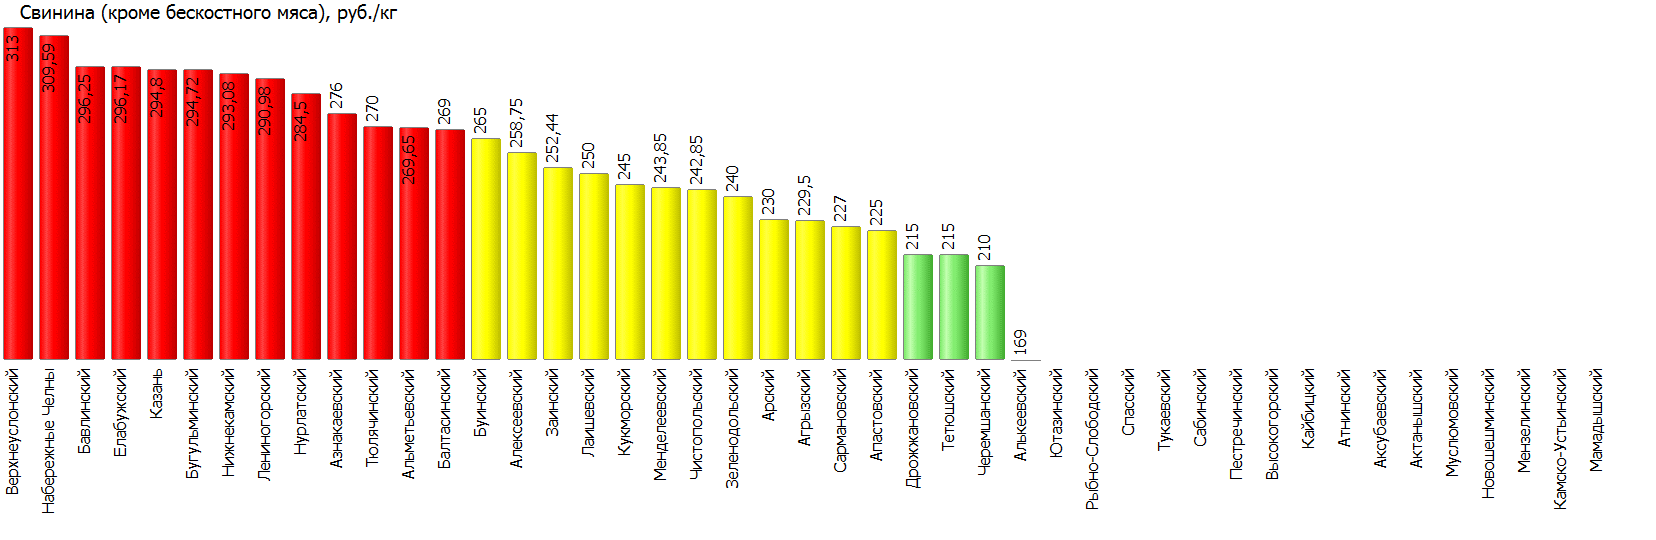 Свинина (кроме бескостного мяса), руб./кг
313
309,59
296,25
296,17
294,8
294,72
293,08
290,98
284,5
276
270
269,65
269
265
258,75
252,44
250
245
243,85
242,85
240
230
229,5
227
225
215
215
210
169
Верхнеуслонский
Набережные Челны
Бавлинский
Елабужский
Казань
Бугульминский
Нижнекамский
Лениногорский
Нурлатский
Азнакаевский
Тюлячинский
Альметьевский
Балтасинский
Буинский
Алексеевский
Заинский
Лаишевский
Кукморский
Менделеевский
Чистопольский
Зеленодольский
Арский
Агрызский
Сармановский
Апастовский
Дрожжановский
Тетюшский
Черемшанский
Алькеевский
Ютазинский
Рыбно-Слободский
Спасский
Тукаевский
Сабинский
Пестречинский
Высокогорский
Кайбицкий
Атнинский
Аксубаевский
Актанышский
Муслюмовский
Новошешминский
Мензелинский
Камско-Устьинский
Мамадышский